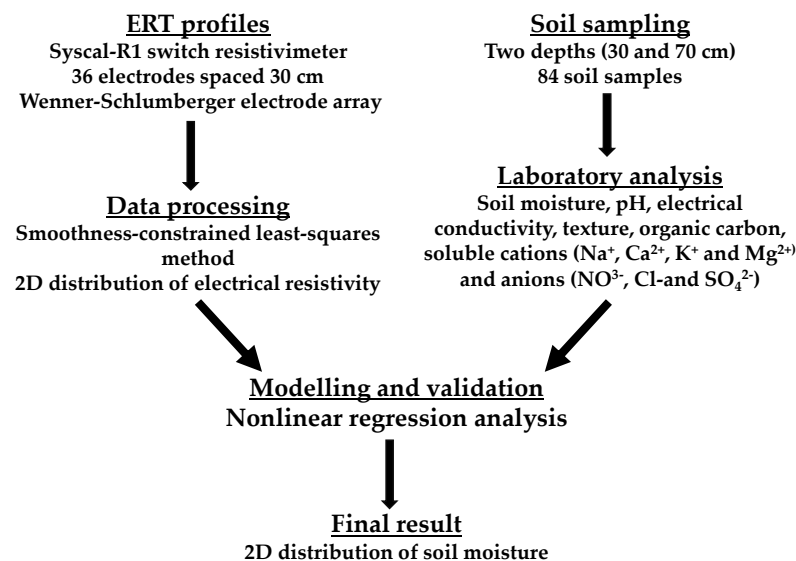 ERT profiles
Syscal-R1 switch resistivimeter
36 electrodes spaced 30 cm
Wenner-Schlumberger electrode array
Soil sampling
Two depths (30 and 70 cm)
84 soil samples
Data processing
Smoothness-constrained least-squares
method
2D distribution of electrical resistivity
Laboratory analysis
Soil moisture, pH, electrical
conductivity, texture, organic carbon,
soluble cations (Na⁺, Ca²⁺, K⁺ and Mg²⁺⁾
and anions (NO³⁻, Cl-and SO₄²⁻)
Modelling and validation
Nonlinear regression analysis
Final result
2D distribution of soil moisture